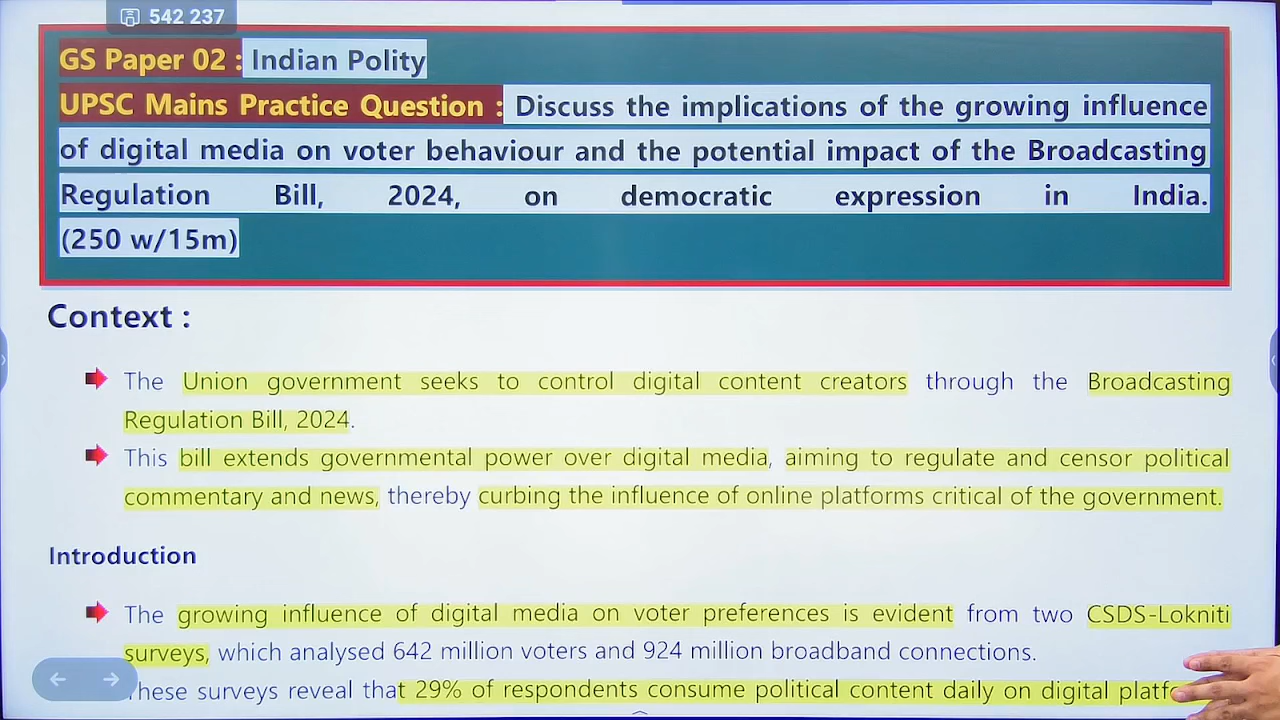 542 237
GS Paper 02 : Indian Polity
UPSC Mains Practice Question : Discuss the implications of the growing influence
of digital media on voter behaviour and the potential impact of the Broadcasting
Regulation Bill, 2024, on democratic expression in India.
(250 w/15m)
Context :
The Union government seeks to control digital content creators through the Broadcasting
Regulation Bill, 2024.
This bill extends governmental power over digital media, aiming to regulate and censor political
commentary and news, thereby curbing the influence of online platforms critical of the government.
Introduction
The growing influence of digital media on voter preferences is evident from two CSDS-Lokniti
surveys, which analysed 642 million voters and 924 million broadband connections.
These surveys reveal that 29% of respondents consume political content daily on digital